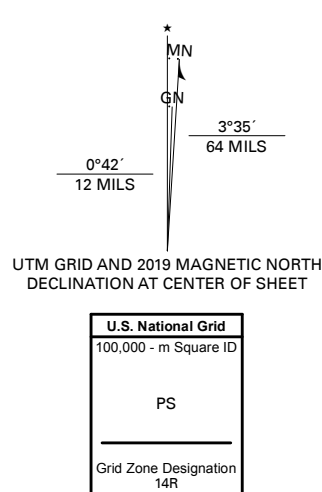 ★
MN
GN
3°35´
64 MILS
0°42´
12 MILS
UTM GRID AND 2019 MAGNETIC NORTH
DECLINATION AT CENTER OF SHEET
U.S. National Grid
100,000 - m Square ID
PS
Grid Zone Designation
14R